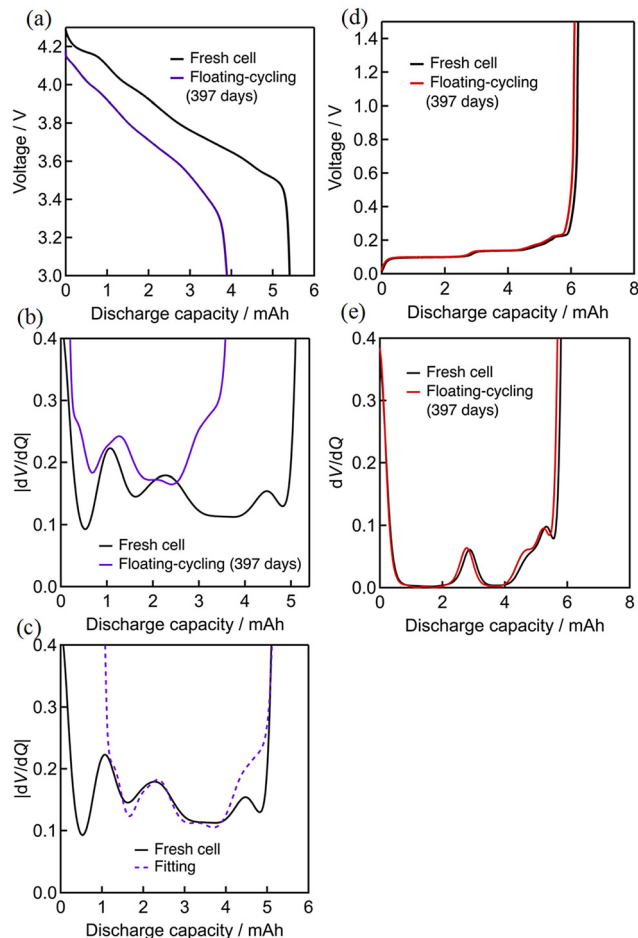 (a)
4.2
4.0
3.8
3.6
3.4
3.2
3.0
Voltage / V
Fresh cell
Floating-cycling
(397 days)
0
1
2
3
4
5
6
Discharge capacity / mAh
(b)
0.4
0.3
0.2
0.1
0.0
|dV/dQ|
Fresh cell
Floating-cycling (397 days)
0
1
2
3
4
5
Discharge capacity / mAh
(c)
0.4
0.3
0.2
0.1
0.0
|dV/dQ|
Fresh cell
Fitting
0
1
2
3
4
5
6
Discharge capacity / mAh
(d)
1.4
1.2
1.0
0.8
0.6
0.4
0.2
0.0
Voltage / V
Fresh cell
Floating-cycling
(397 days)
0
2
4
6
8
Discharge capacity / mAh
(e)
0.4
0.3
0.2
0.1
0.0
dV/dQ
Fresh cell
Floating-cycling
(397 days)
0
2
4
6
8
Discharge capacity / mAh